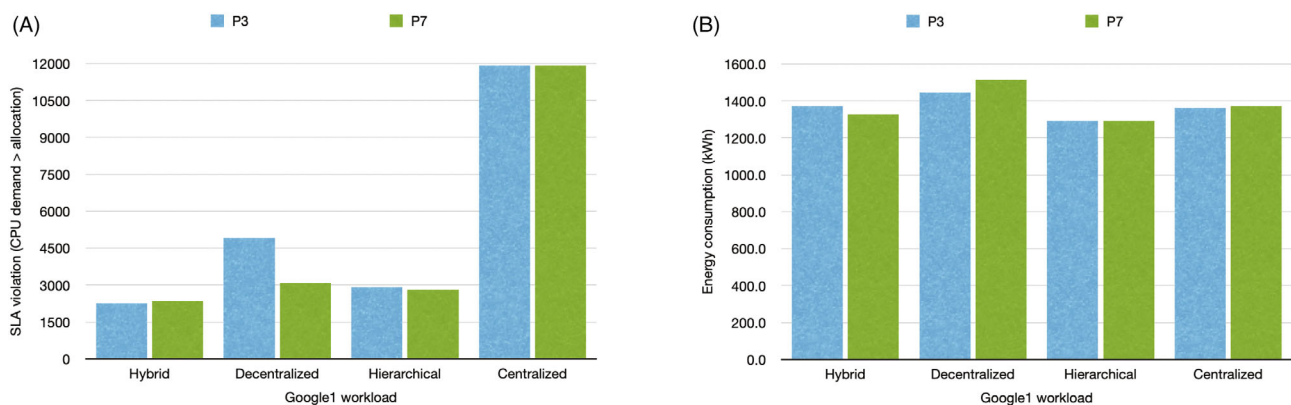 (A)
P3 P7
SLA violation (CPU demand > allocation)
12000
10500
9000
7500
6000
4500
3000
1500
0
Hybrid Decentralized Hierarchical Centralized
Google1 workload
(B)
P3 P7
Energy consumption (kWh)
1600.0
1400.0
1200.0
1000.0
800.0
600.0
400.0
200.0
0.0
Hybrid Decentralized Hierarchical Centralized
Google1 workload